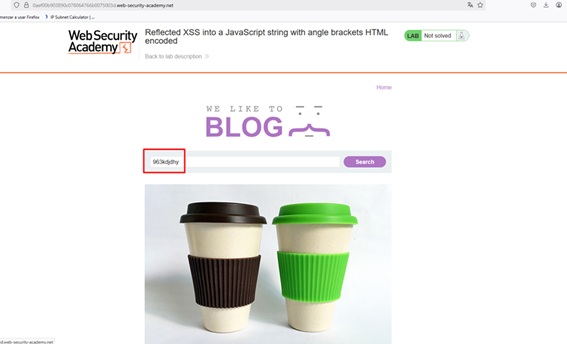 web-security-academy.net
menzar a usar Firefox
IP Subnet Calculator |...
Web Security
Academy
Reflected XSS into a JavaScript string with angle brackets HTML
encoded
Back to lab description
LAB Not solved
Home
WE LIKE TO
BLOG
963kdjdhy
Search
d.web-security-academy.net